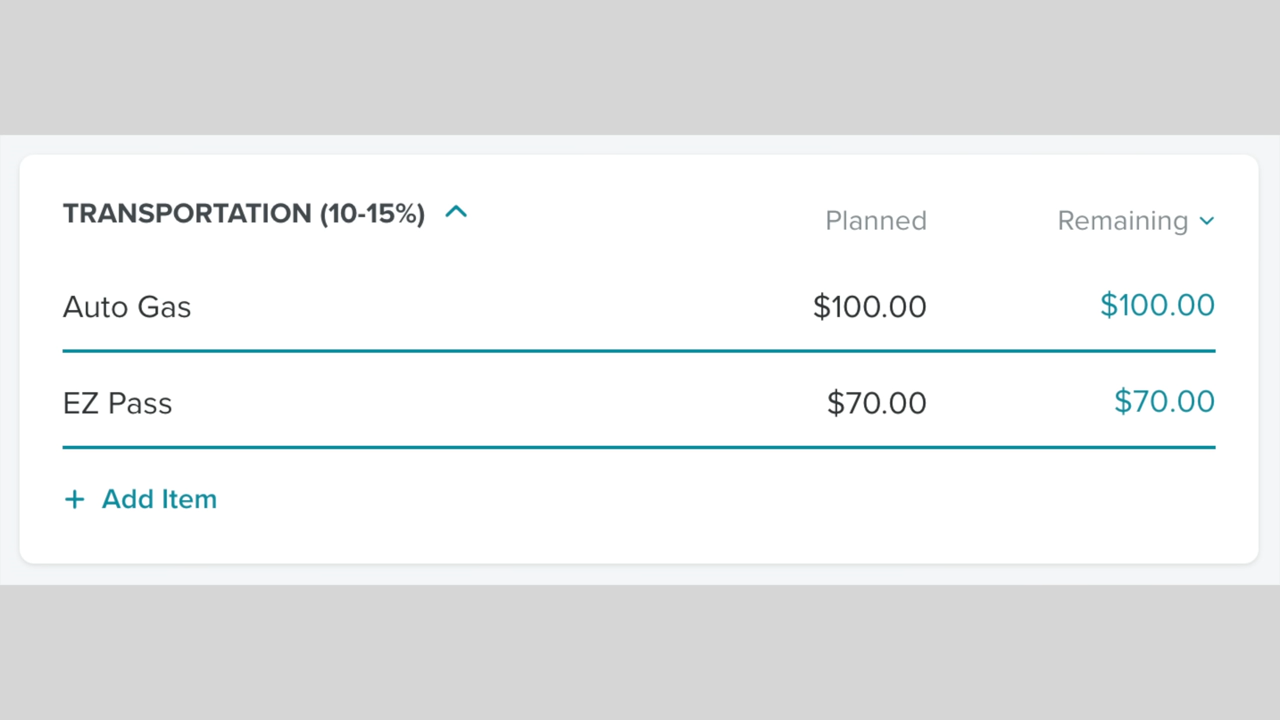 TRANSPORTATION (10-15%) Planned Remaining
Auto Gas $100.00 $100.00
EZ Pass $70.00 $70.00
+ Add Item